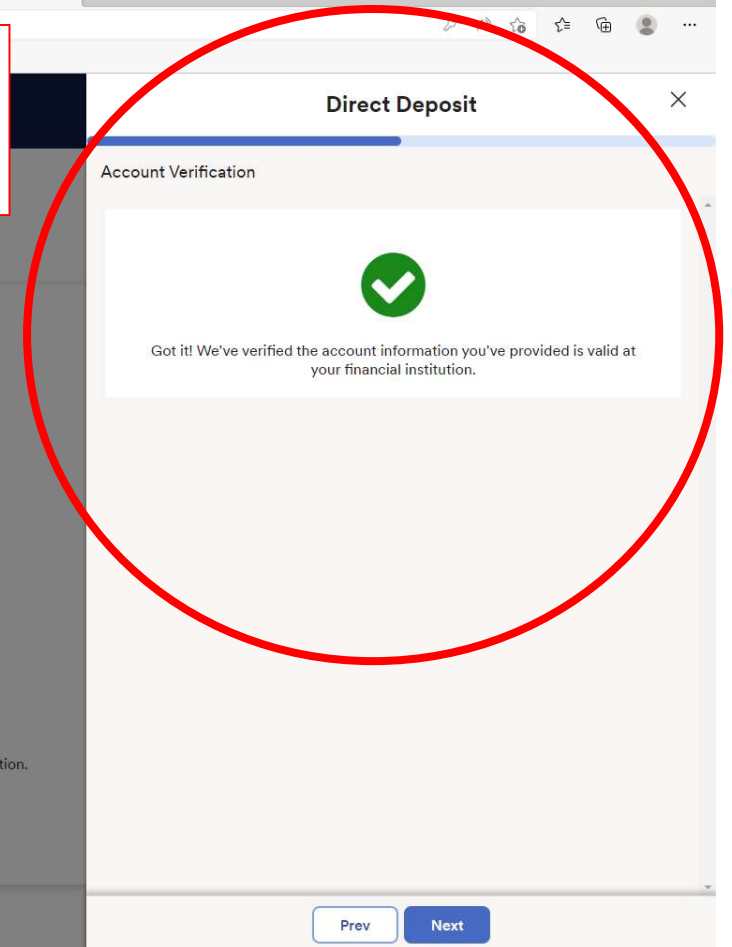 Direct Deposit
Account Verification
Got it! We've verified the account information you've provided is valid at
your financial institution.
tion.
Prev
Next